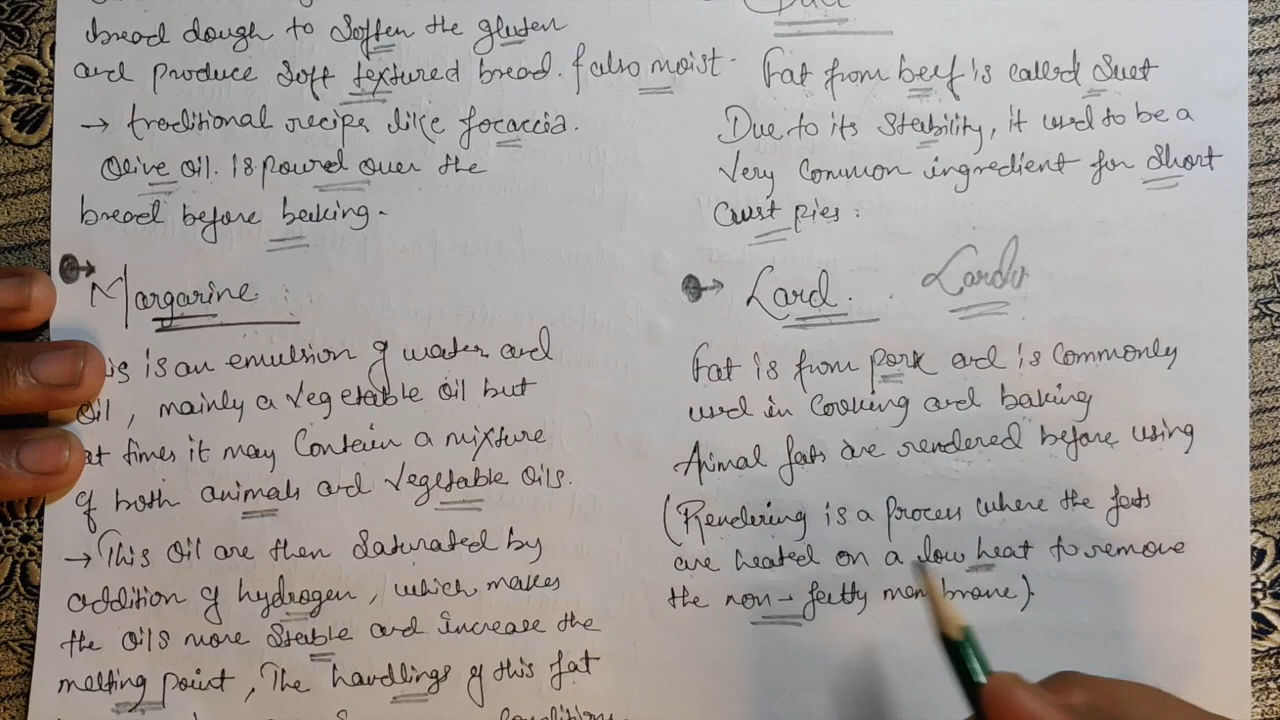 bread dough to soften the gluten
and produce soft textured bread. & also moist.
→ traditional recipe like focaccia.
Olive oil. is poured over the
bread before baking.
Margarine :
is is an emulsion of water and
oil, mainly a vegetable oil but
at times it may contain a mixture
of both animals and vegetable oils.
→ This oil are then saturated by
addition of hydrogen, which makes
the oils more stable and increase the
melting point, The handlings of this fat
conditions
Suet
Fat from beef is called suet
Due to its stability, it used to be a
very common ingredient for short
crust pies.
Lard. Lardo
Fat is from pork and is commonly
used in cooking and baking
Animal fats are rendered before using
(Rendering is a process where the fats
are heated on a low heat to remove
the non-fatty membrane).